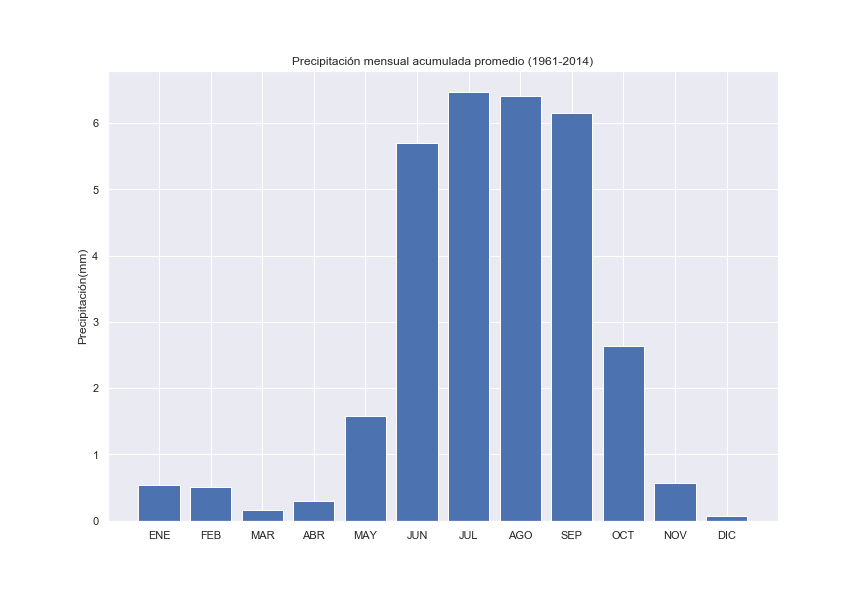 Precipitación mensual acumulada promedio (1961-2014)
Precipitación(mm)
6
5
4
3
2
1
0
ENE FEB MAR ABR MAY JUN JUL AGO SEP OCT NOV DIC